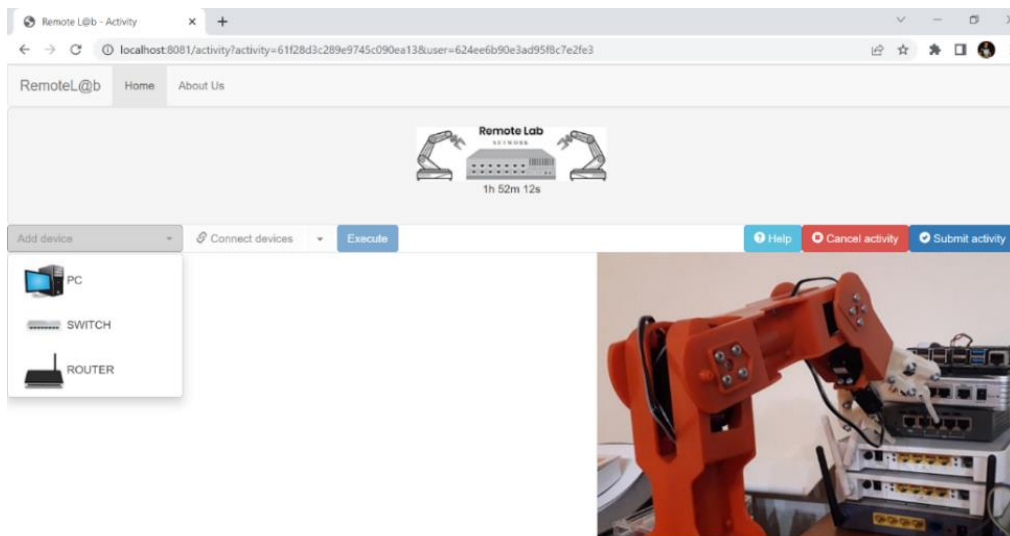 Remote L@b - Activity
localhost:8081/activity?activity=61f28d3c289e9745c090ea13&user=624ee6b90e3ad95f8c7e2fe3
RemoteL@b Home About Us
Remote Lab
NETWORK
1h 52m 12s
Add device Connect devices Execute Help Cancel activity Submit activity
PC
SWITCH
ROUTER